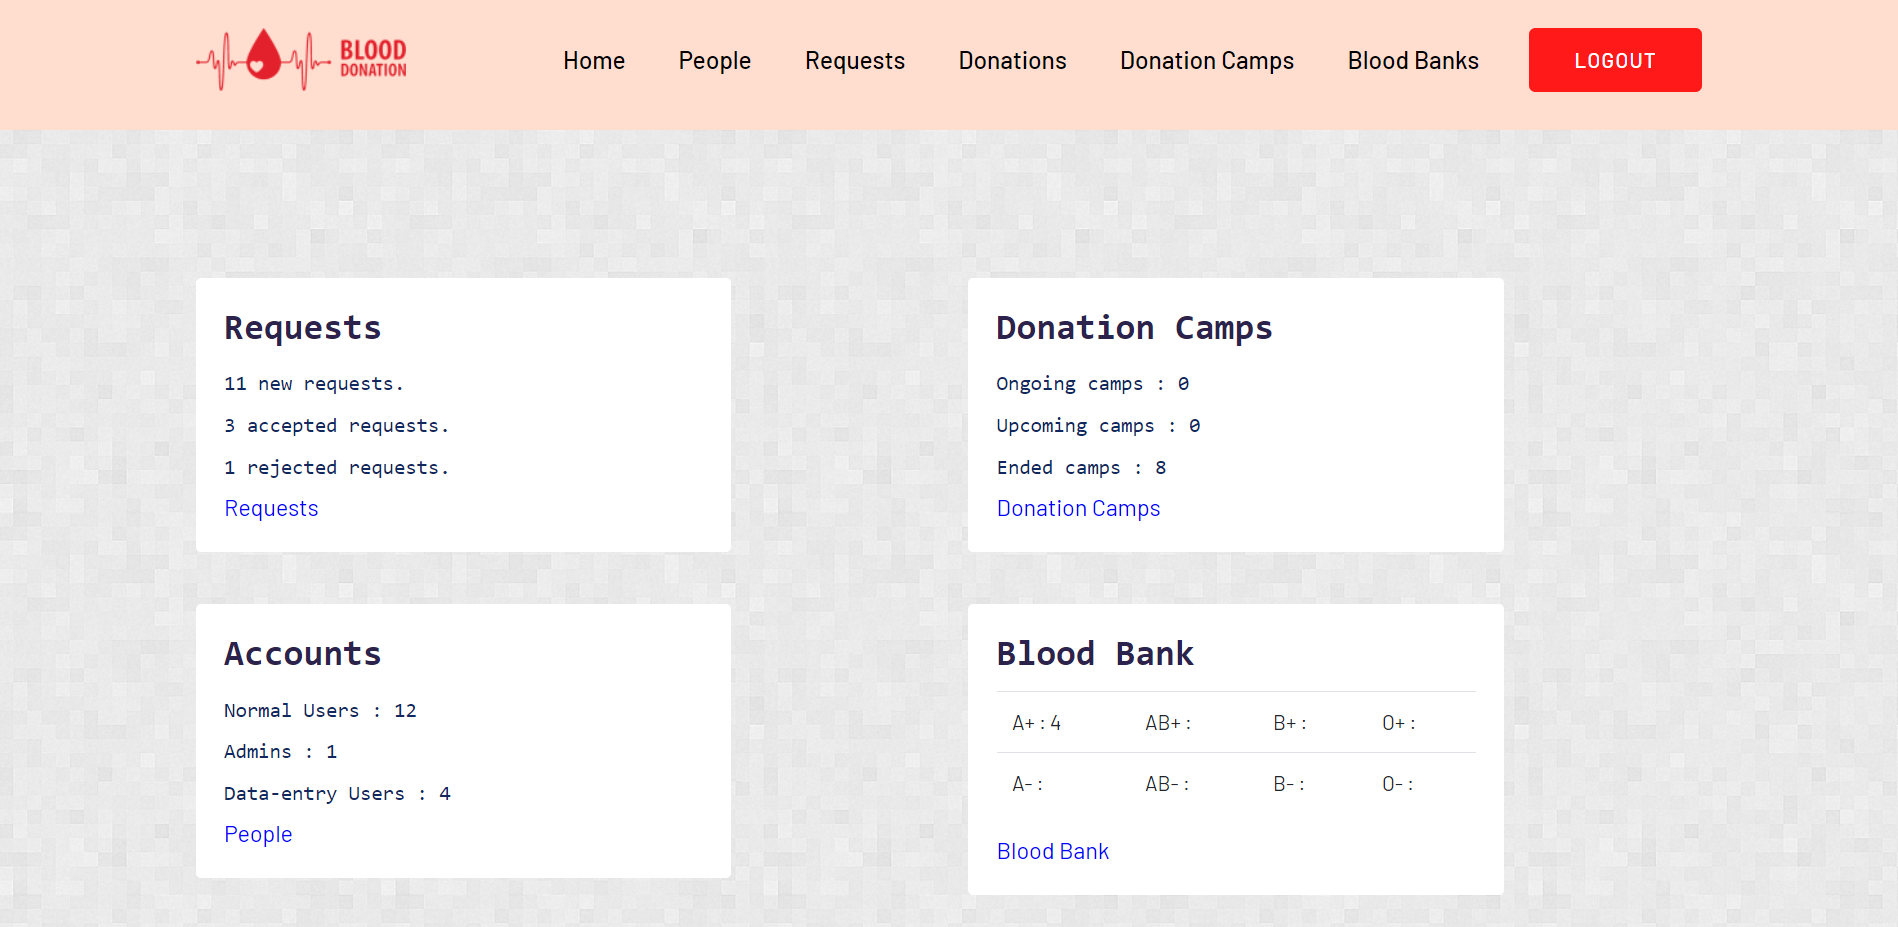 BLOOD
DONATION
Home People Requests Donations Donation Camps Blood Banks LOGOUT
Requests
11 new requests.
3 accepted requests.
1 rejected requests.
Requests
Donation Camps
Ongoing camps : 0
Upcoming camps : 0
Ended camps : 8
Donation Camps
Accounts
Normal Users : 12
Admins : 1
Data-entry Users : 4
People
Blood Bank
A+ : 4 AB+ : B+ : O+ :
A- : AB- : B- : O- :
Blood Bank